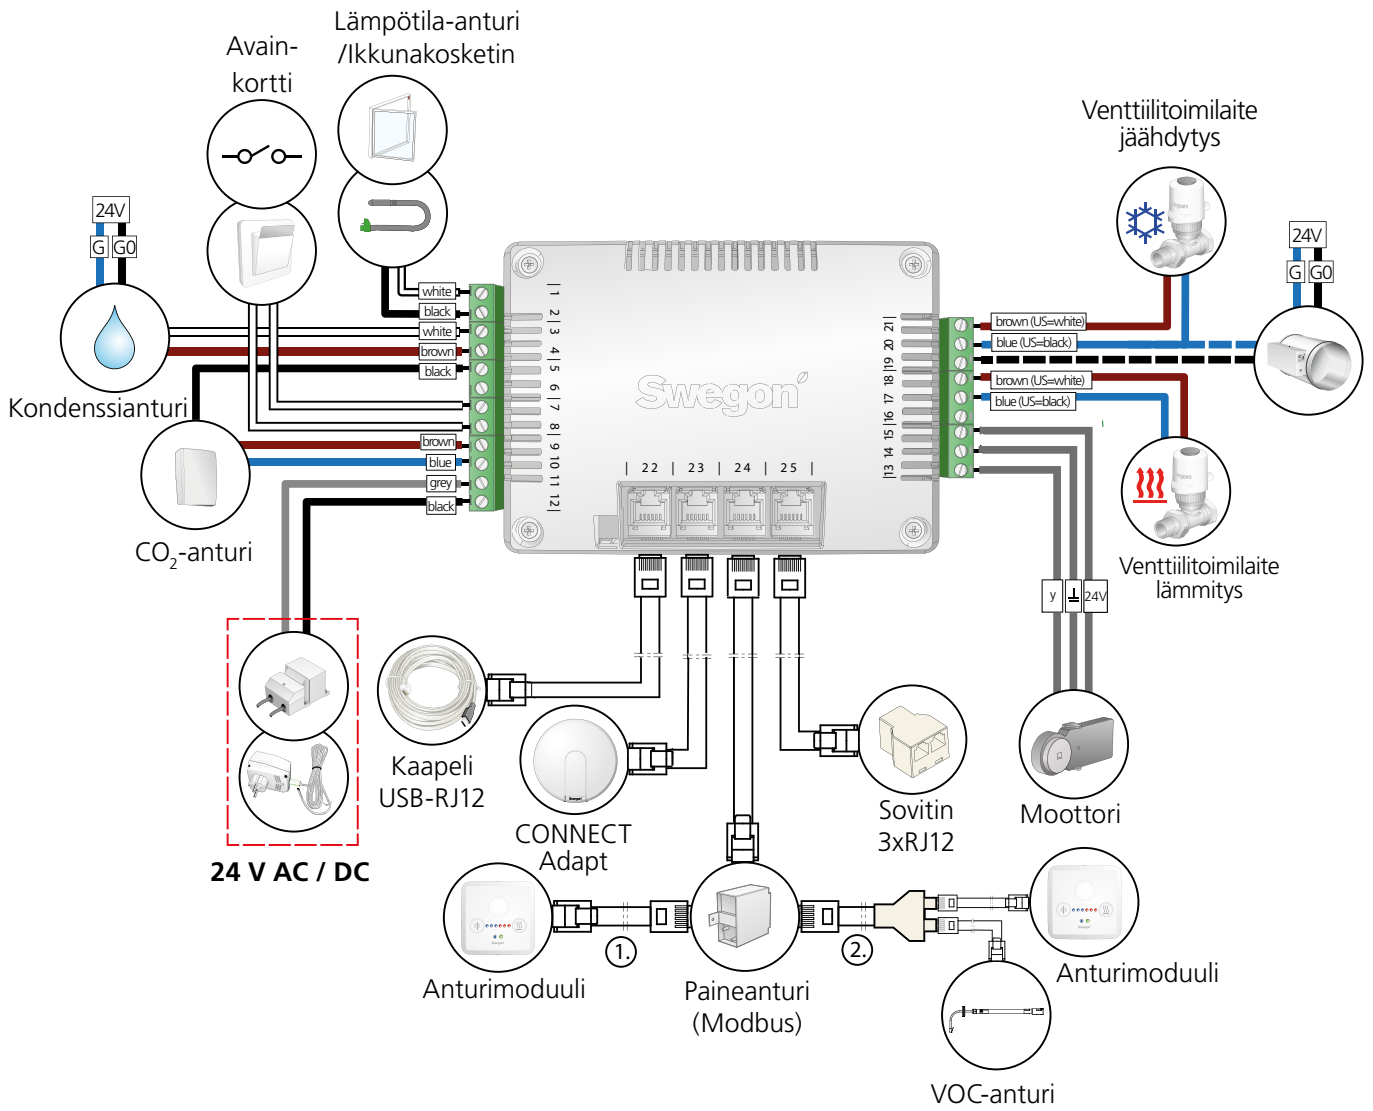 Lämpötila-anturi
/Ikkunakosketin
Avain-
kortti
24V
G G0
Kondenssianturi
CO2-anturi
24 V AC / DC
white
black
white
brown
black
brown
blue
grey
black
|1
2|
|3
4|
|5
6|
|7
8|
|9
10|
|11
12|
Swegon
21|
20|
|19
18|
17|
|16
|15
14|
|13
| 22 | 23 | 24 | 25 |
Venttiilitoimilaite
jäähdytys
Swegon
24V
G G0
brown (US=white)
blue (US=black)
brown (US=white)
blue (US=black)
Venttiilitoimilaite
lämmitys
y
24V
Moottori
Kaapeli
USB-RJ12
Swegon
CONNECT
Adapt
Sovitin
3xRJ12
Swegon
Anturimoduuli
1.
Paineanturi
(Modbus)
2.
Swegon
Anturimoduuli
VOC-anturi